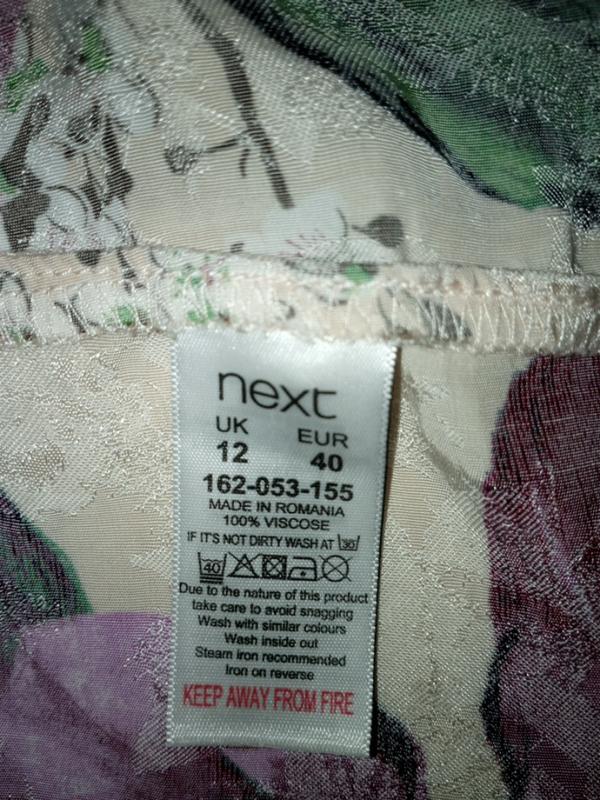 next
UK EUR
12 40
162-053-155
MADE IN ROMANIA
100% VISCOSE
IF IT'S NOT DIRTY WASH AT 30
40
Due to the nature of this product
take care to avoid snagging
Wash with similar colours
Wash inside out
Steam iron recommended
Iron on reverse
KEEP AWAY FROM FIRE